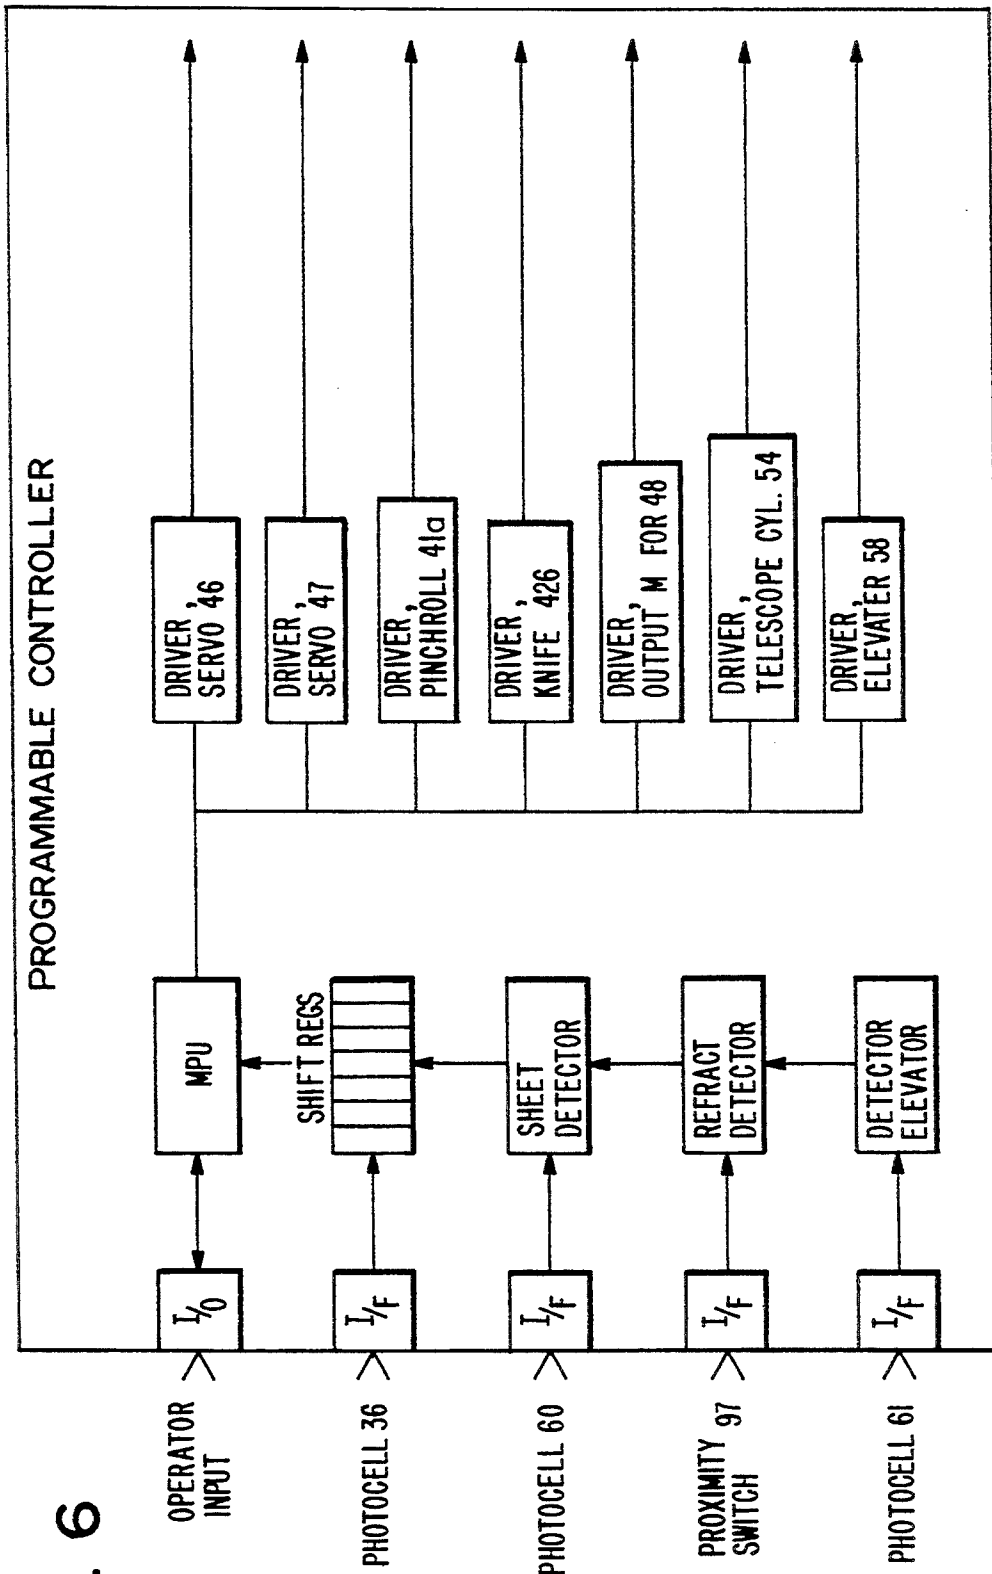 . 6
PROGRAMMABLE CONTROLLER
OPERATOR
INPUT
I/O
MPU
DRIVER,
SERVO 46
PHOTOCELL 36
I/F
SHIFT REGS
DRIVER,
SERVO 47
DRIVER,
PINCHROLL 41a
PHOTOCELL 60
I/F
SHEET
DETECTOR
DRIVER,
KNIFE 426
DRIVER,
OUTPUT M FOR 48
PROXIMITY 97
SWITCH
I/F
REFRACT
DETECTOR
DRIVER,
TELESCOPE CYL. 54
PHOTOCELL 61
I/F
DETECTOR
ELEVATOR
DRIVER,
ELEVATER 58